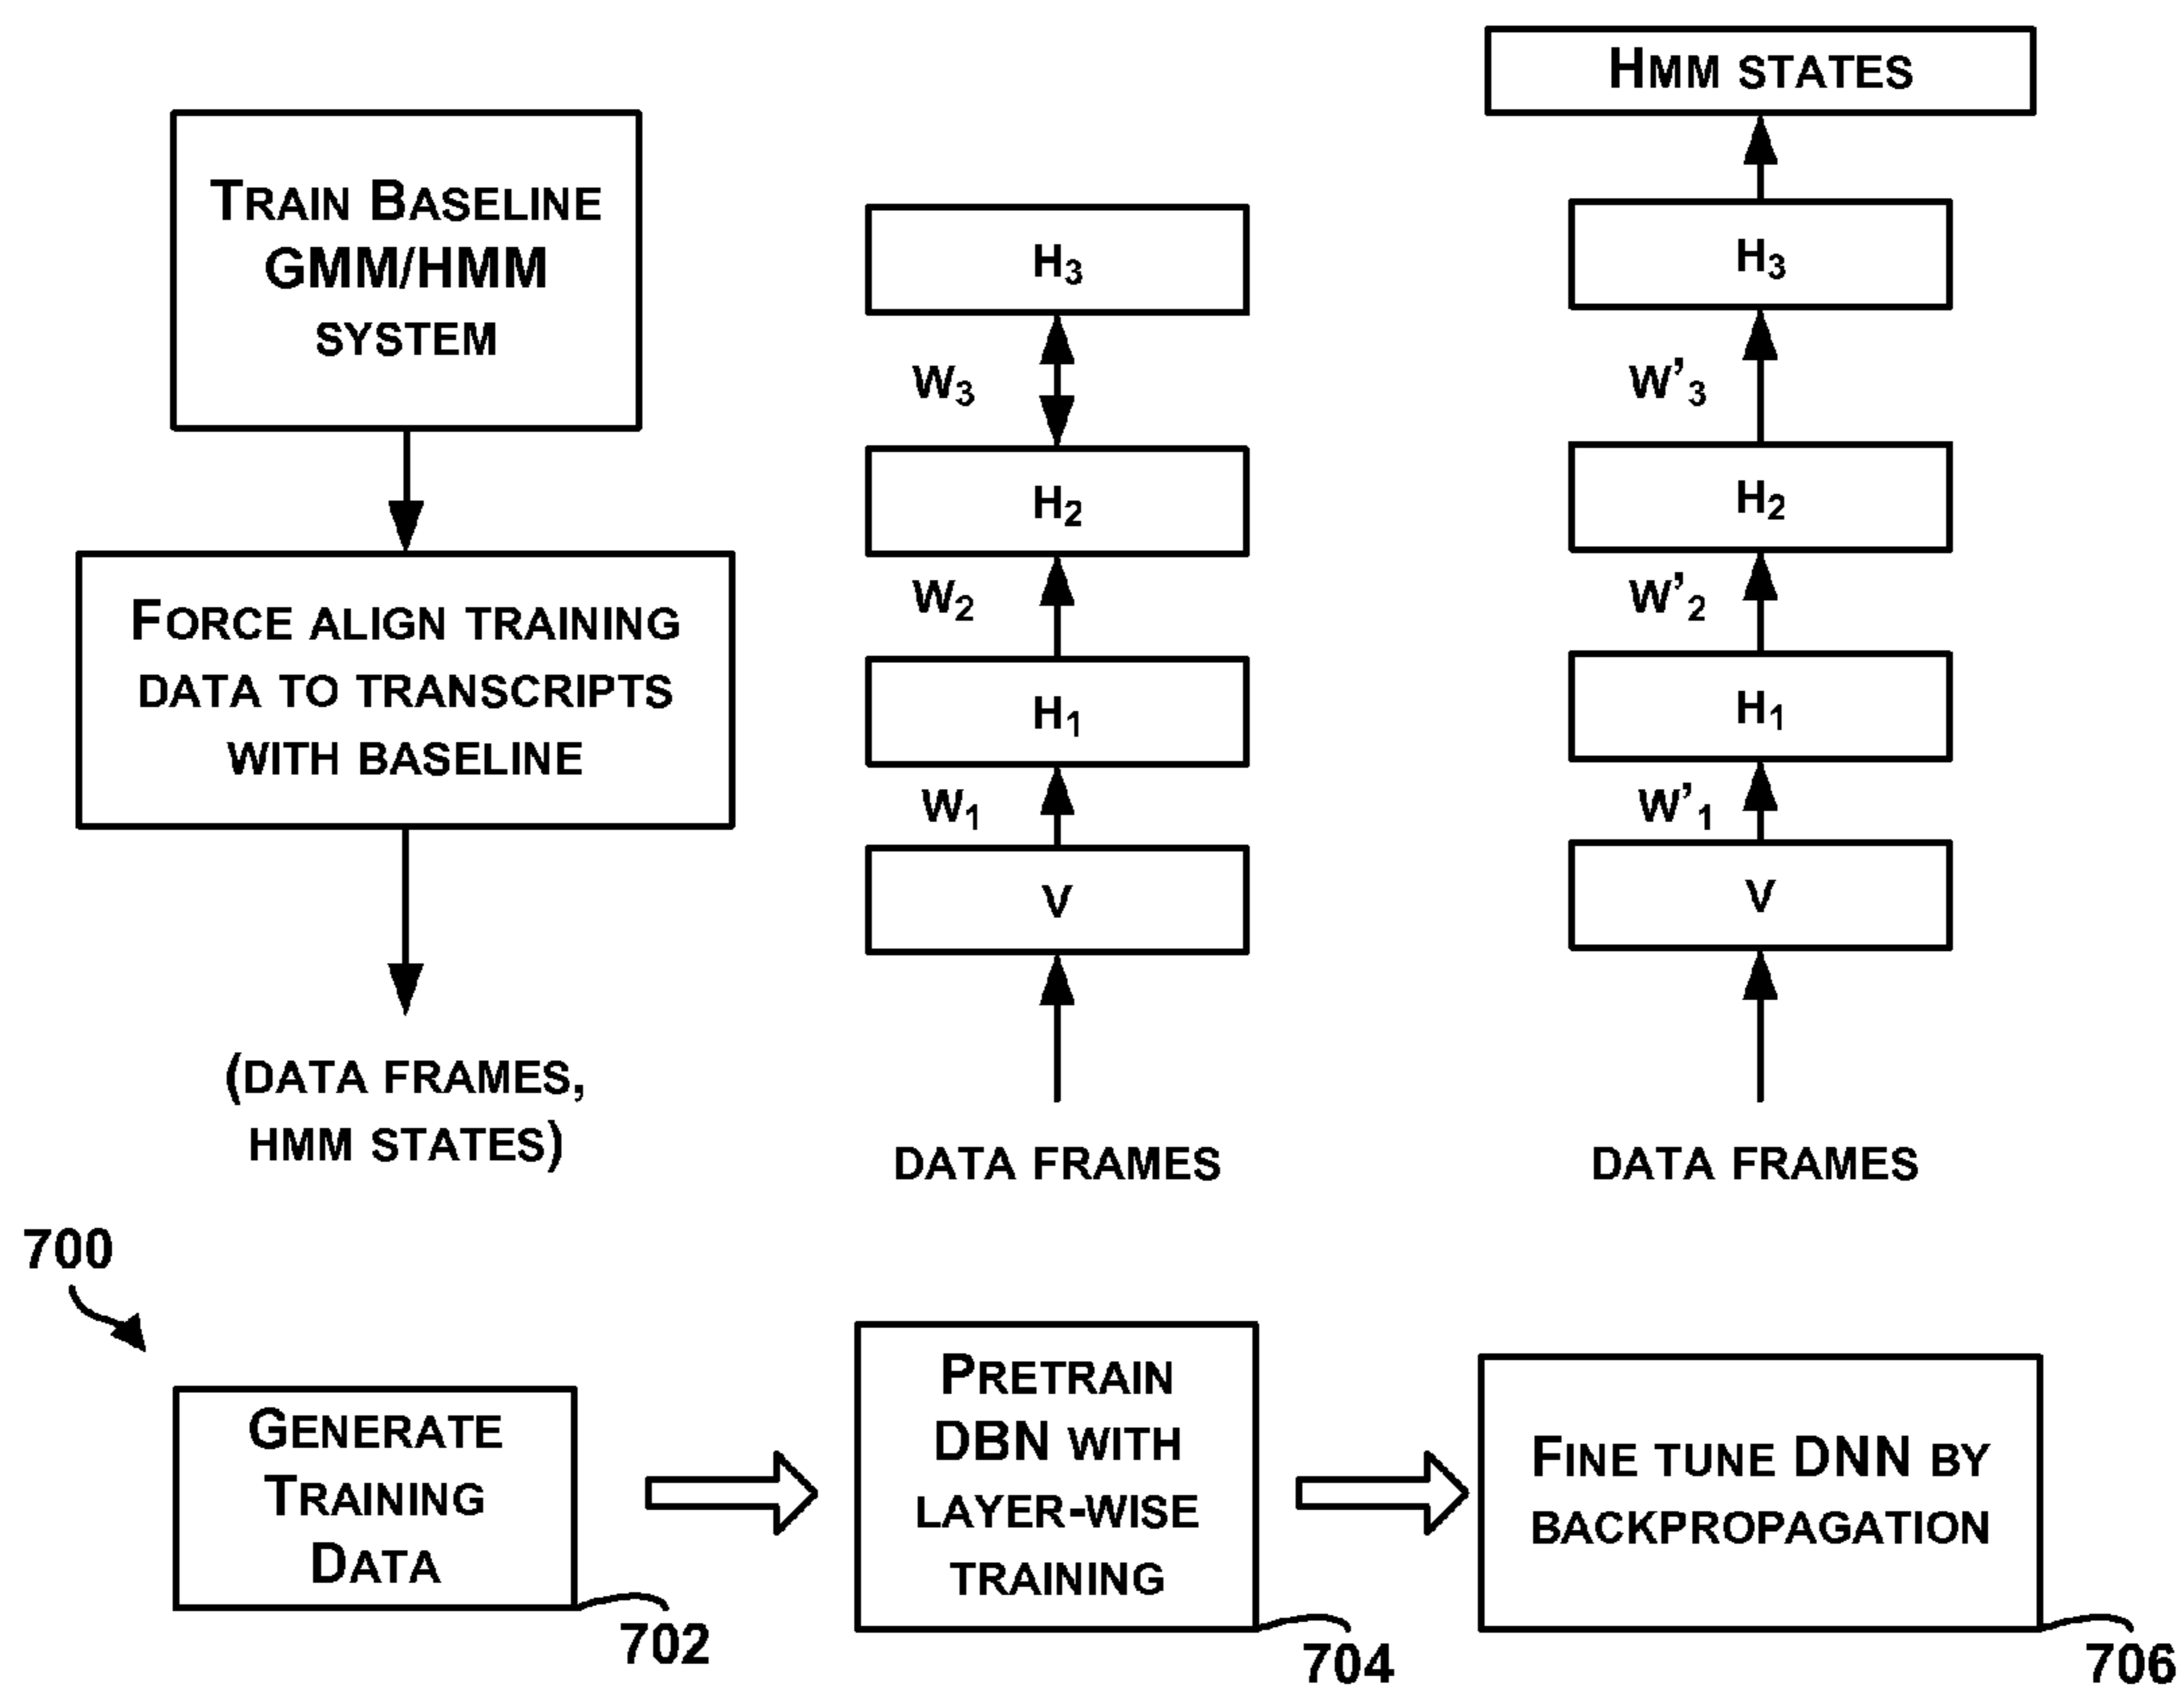 TRAIN BASELINE
GMM/HMM
SYSTEM
FORCE ALIGN TRAINING
DATA TO TRANSCRIPTS
WITH BASELINE
(DATA FRAMES,
HMM STATES)
H₃
W₃
H₂
W₂
H₁
W₁
V
DATA FRAMES
HMM STATES
H₃
W'₃
H₂
W'₂
H₁
W'₁
V
DATA FRAMES
700
GENERATE
TRAINING
DATA
702
PRETRAIN
DBN WITH
LAYER-WISE
TRAINING
704
FINE TUNE DNN BY
BACKPROPAGATION
706